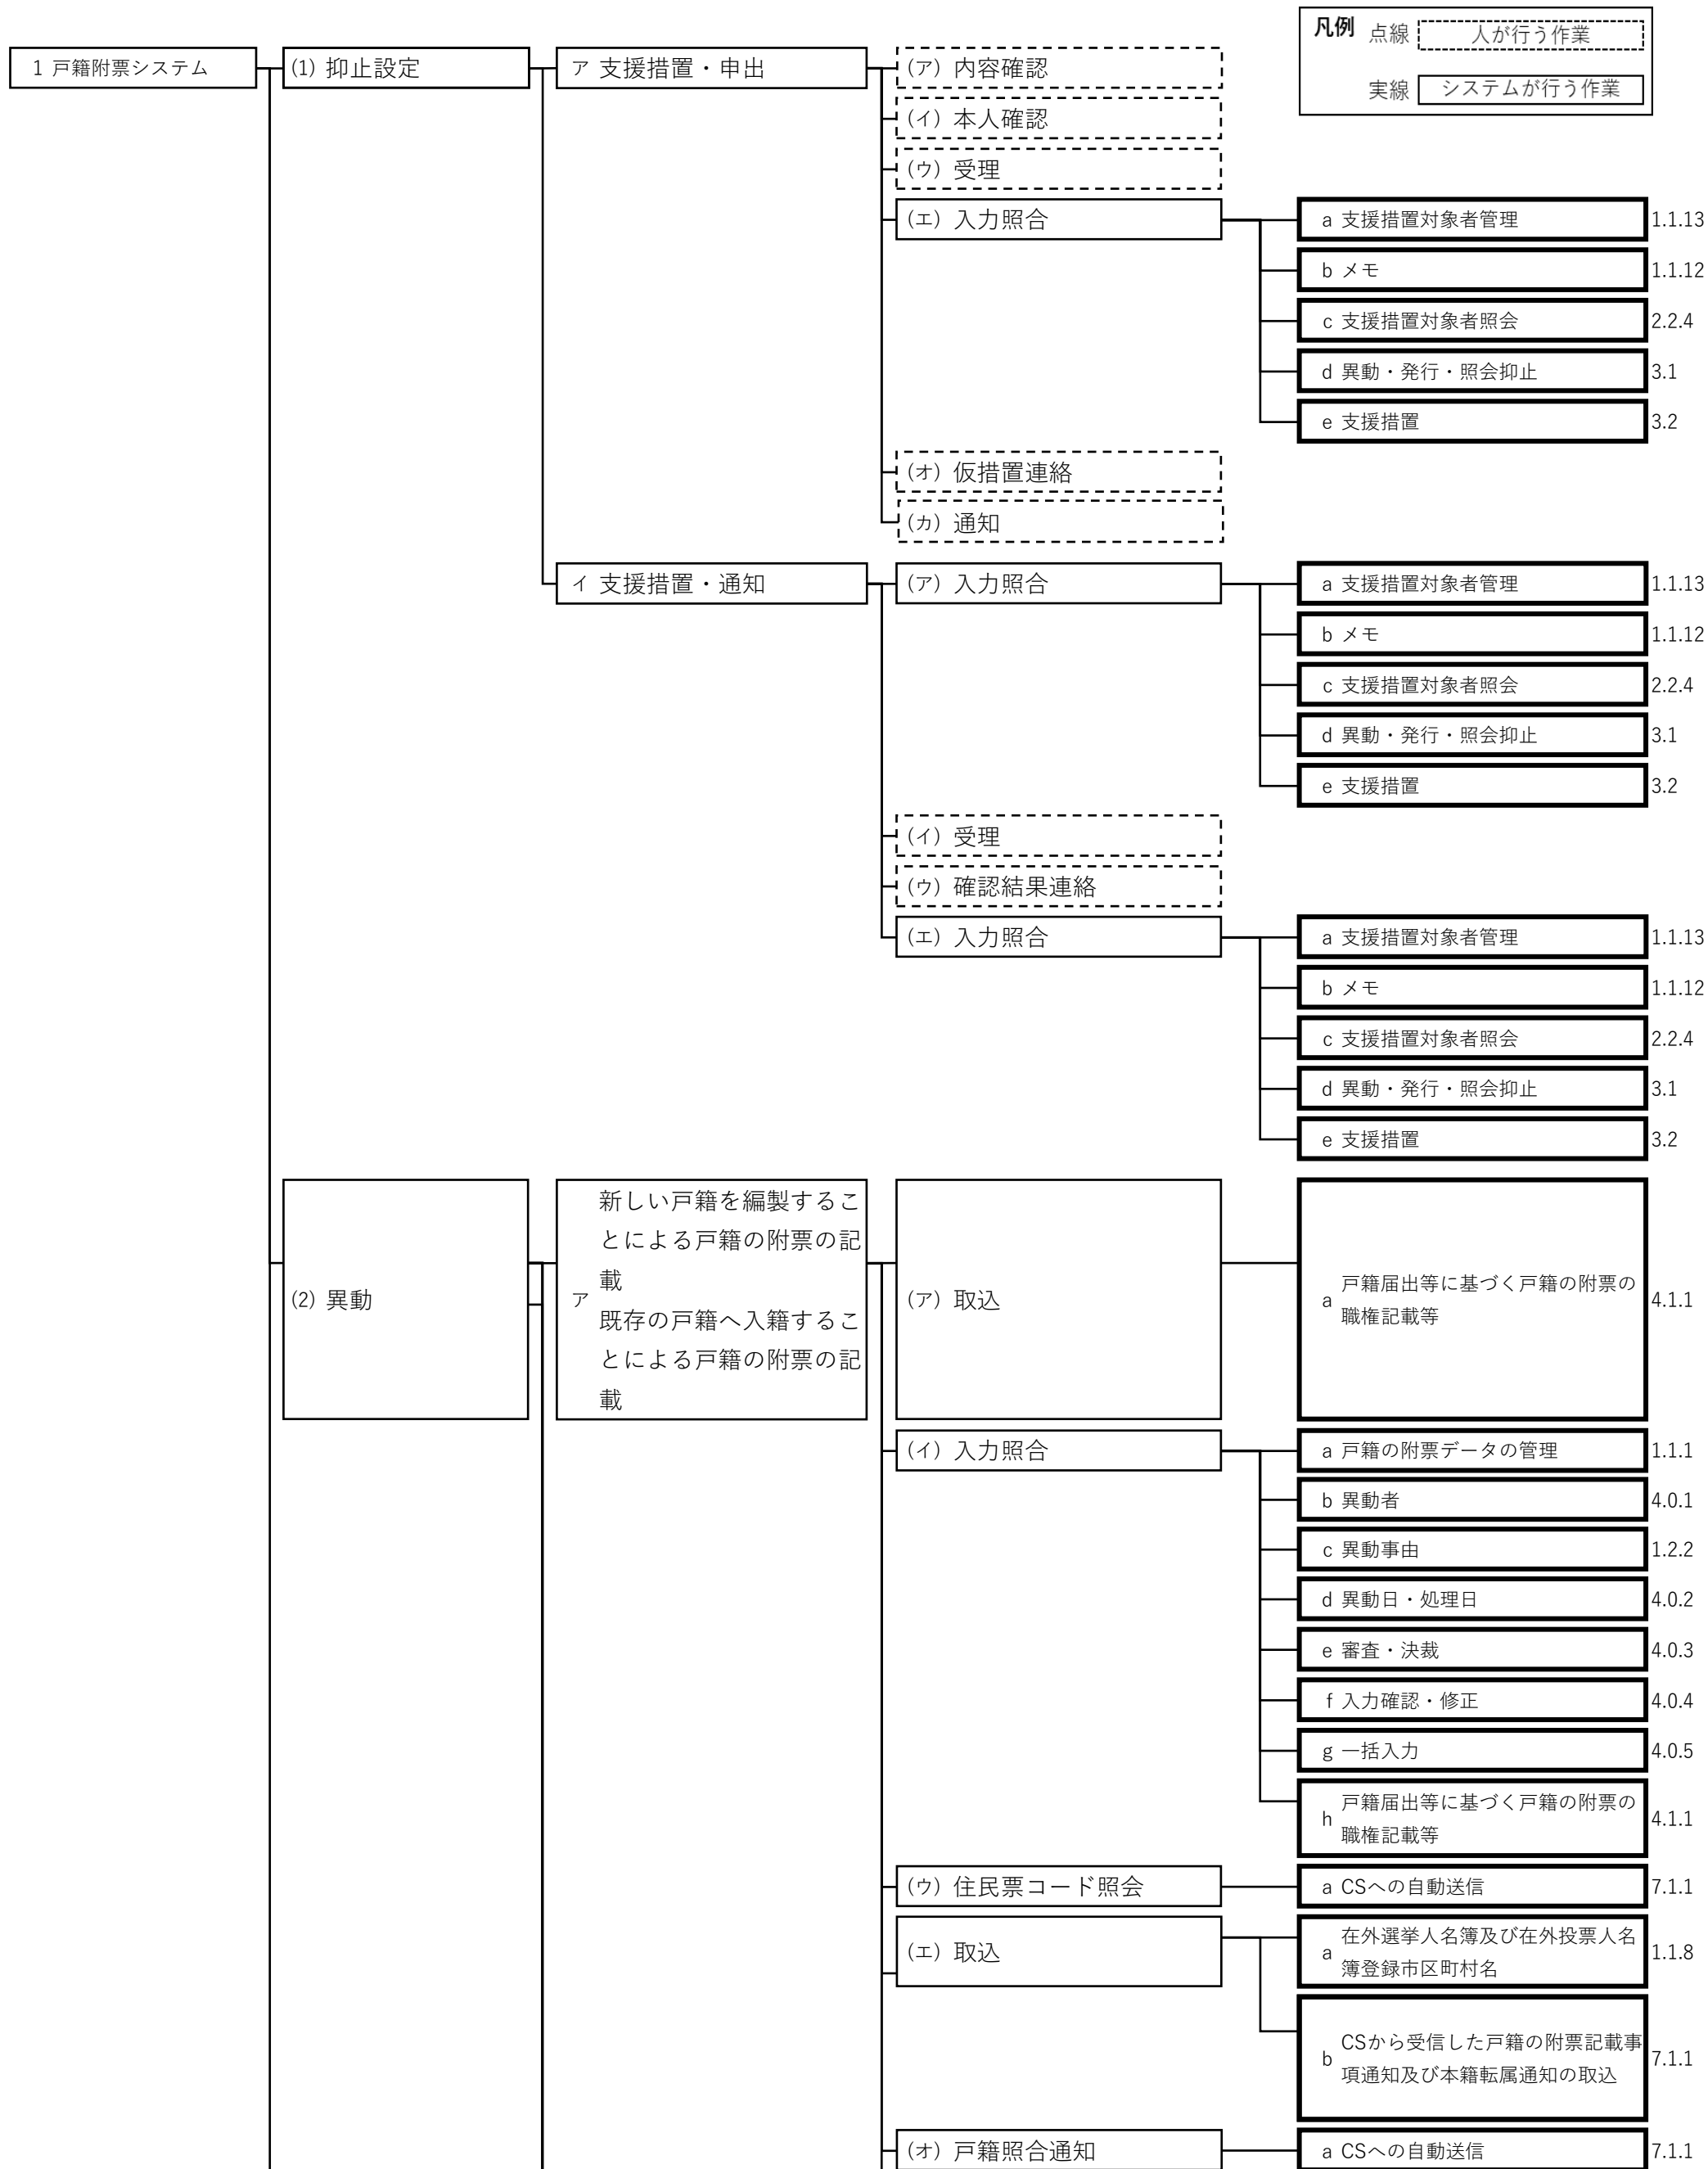 凡例 点線 人が行う作業
実線 システムが行う作業
1 戸籍附票システム
(1) 抑止設定
ア 支援措置・申出
(ア) 内容確認
(イ) 本人確認
(ウ) 受理
(エ) 入力照合
a 支援措置対象者管理 1.1.13
b メモ 1.1.12
c 支援措置対象者照会 2.2.4
d 異動・発行・照会抑止 3.1
e 支援措置 3.2
(オ) 仮措置連絡
(カ) 通知
イ 支援措置・通知
(ア) 入力照合
a 支援措置対象者管理 1.1.13
b メモ 1.1.12
c 支援措置対象者照会 2.2.4
d 異動・発行・照会抑止 3.1
e 支援措置 3.2
(イ) 受理
(ウ) 確認結果連絡
(エ) 入力照合
a 支援措置対象者管理 1.1.13
b メモ 1.1.12
c 支援措置対象者照会 2.2.4
d 異動・発行・照会抑止 3.1
e 支援措置 3.2
(2) 異動
ア
新しい戸籍を編製するこ
とによる戸籍の附票の記
載
既存の戸籍へ入籍するこ
とによる戸籍の附票の記
載
(ア) 取込
a 戸籍届出等に基づく戸籍の附票の
職権記載等 4.1.1
(イ) 入力照合
a 戸籍の附票データの管理 1.1.1
b 異動者 4.0.1
c 異動事由 1.2.2
d 異動日・処理日 4.0.2
e 審査・決裁 4.0.3
f 入力確認・修正 4.0.4
g 一括入力 4.0.5
h 戸籍届出等に基づく戸籍の附票の
職権記載等 4.1.1
(ウ) 住民票コード照会
a CSへの自動送信 7.1.1
(エ) 取込
a 在外選挙人名簿及び在外投票人名
簿登録市区町村名 1.1.8
b CSから受信した戸籍の附票記載事
項通知及び本籍転属通知の取込 7.1.1
(オ) 戸籍照合通知
a CSへの自動送信 7.1.1